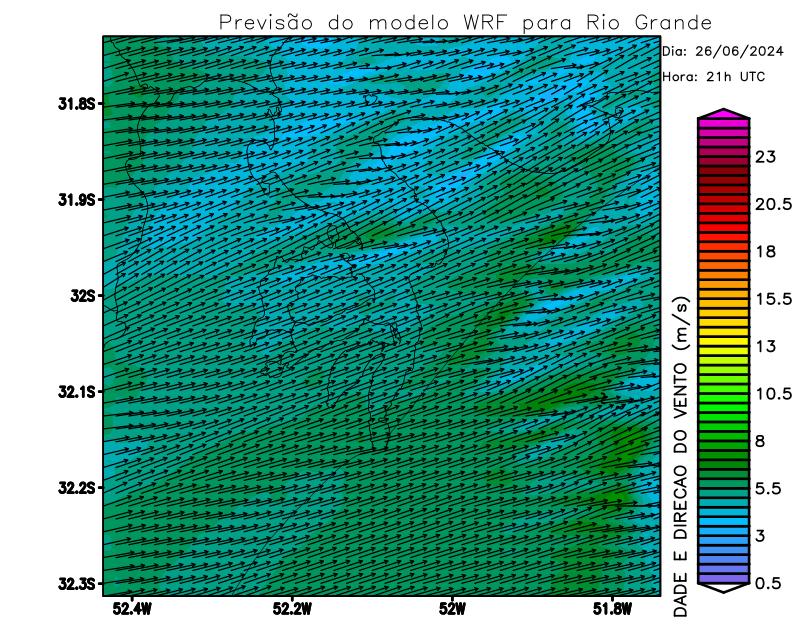 Previsão do modelo WRF para Rio Grande
Dia: 26/06/2024
Hora: 21h UTC
31.8S
31.9S
32S
32.1S
32.2S
32.3S
52.4W
52.2W
52W
51.8W
23
20.5
18
15.5
13
10.5
8
5.5
3
0.5
DADE E DIRECAO DO VENTO (m/s)